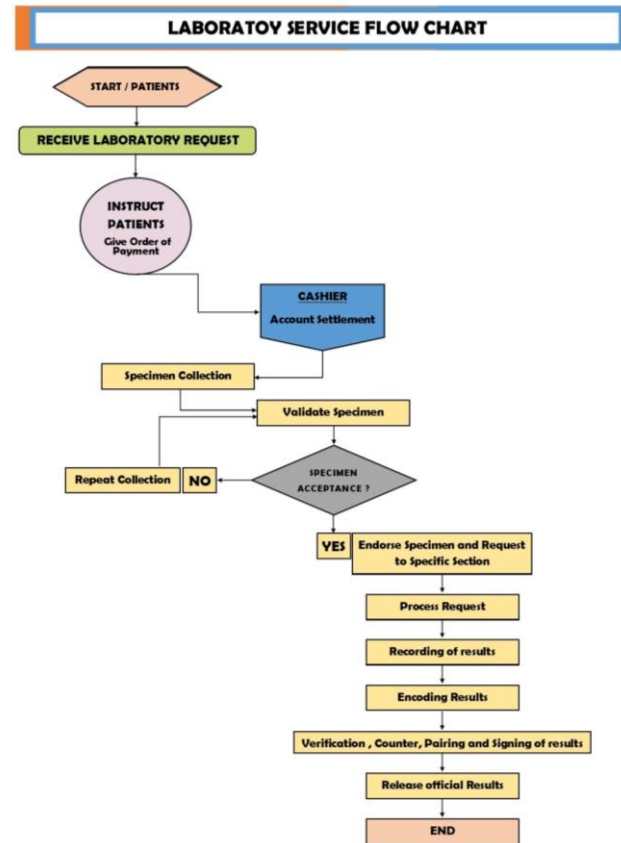 LABORATOY SERVICE FLOW CHART
START / PATIENTS
RECEIVE LABORATORY REQUEST
INSTRUCT
PATIENTS
Give Order of
Payment
CASHIER
Account Settlement
Specimen Collection
Validate Specimen
SPECIMEN
ACCEPTANCE ?
Repeat Collection
NO
YES
Endorse Specimen and Request
to Specific Section
Process Request
Recording of results
Encoding Results
Verification , Counter, Pairing and Signing of results
Release official Results
END